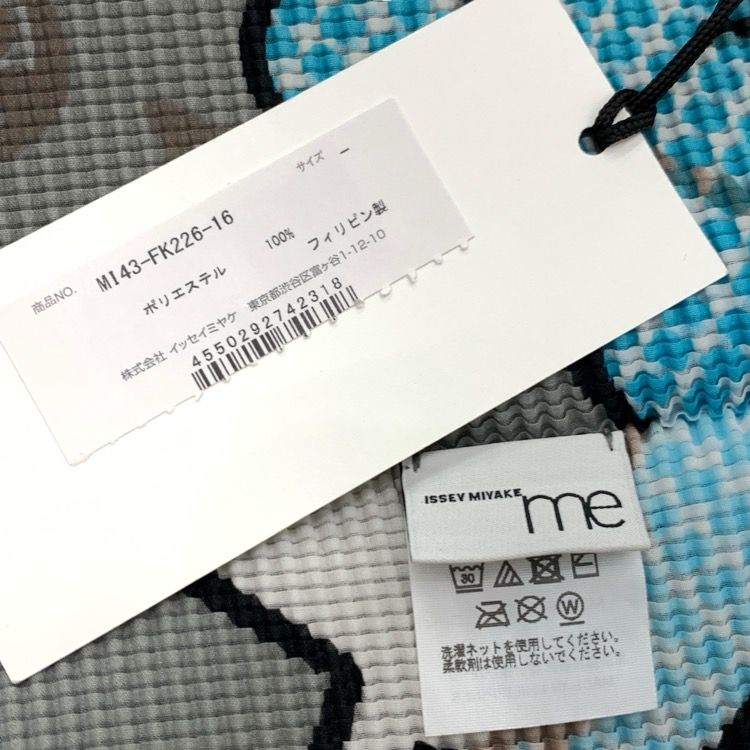 サイズ －
商品NO. MI43-FK226-16
ポリエステル 100% フィリピン製
株式会社 イッセイミヤケ 東京都渋谷区富ヶ谷1-12-10
4550292742318
ISSEY MIYAKE me
30
W
洗濯ネットを使用してください。
柔軟剤は使用しないでください。